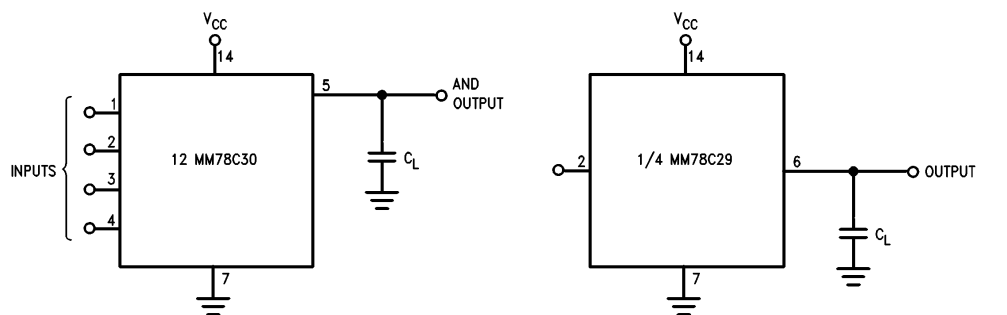 VCC
14
1
2
3
4
INPUTS
12 MM78C30
5
AND
OUTPUT
CL
7
VCC
14
2
1/4 MM78C29
6
OUTPUT
CL
7